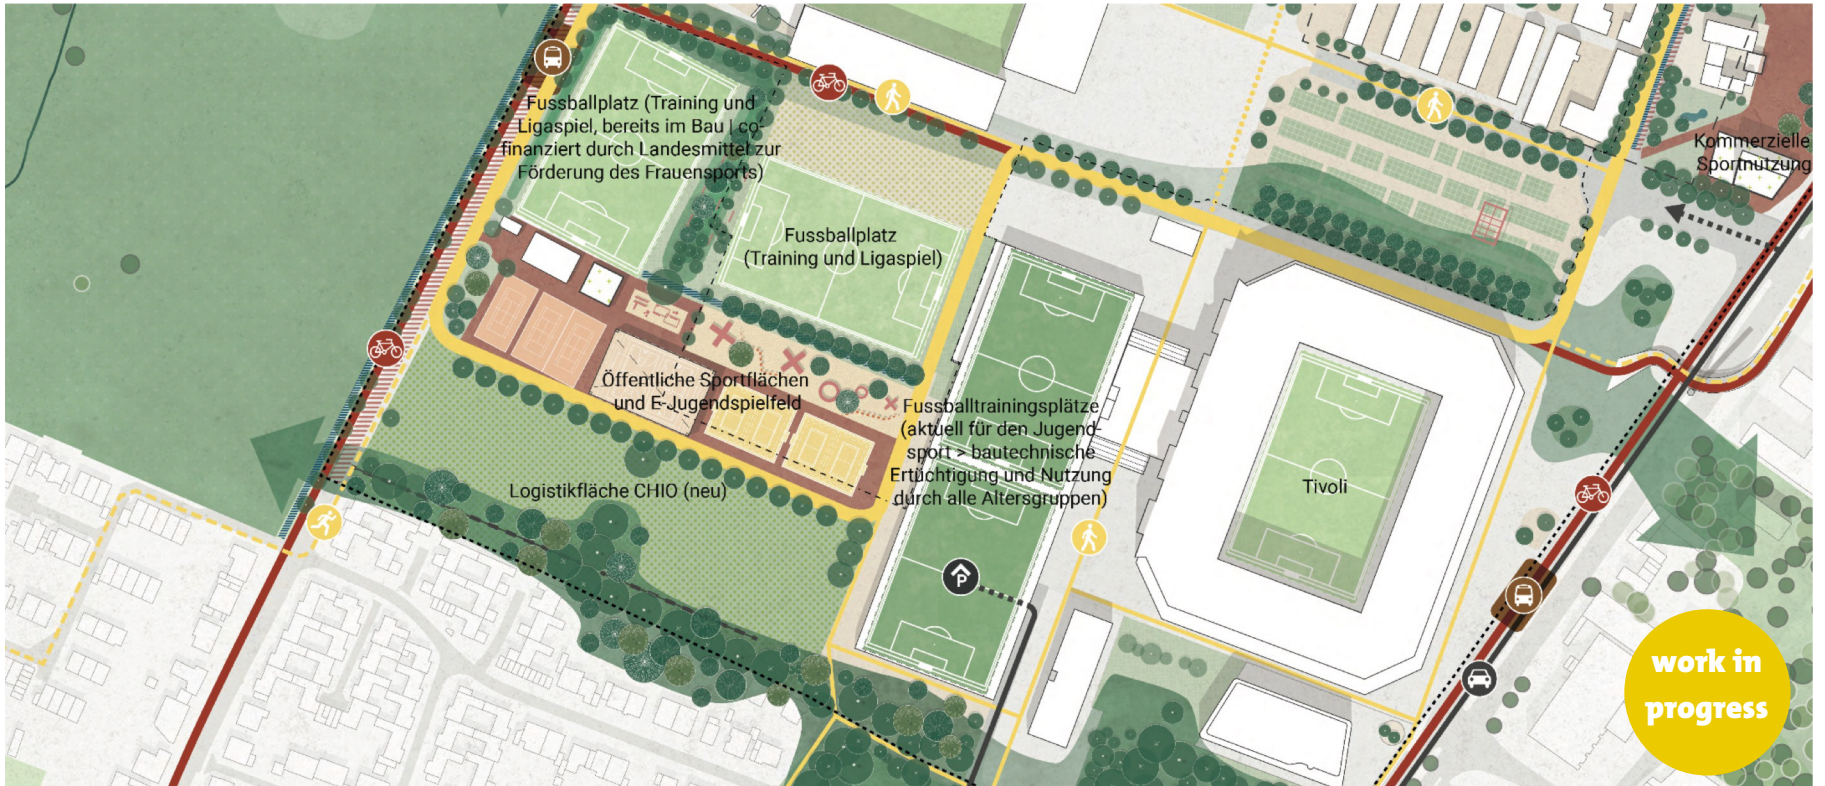 Fussballplatz (Training und
Ligaspiel, bereits im Bau | co-
finanziert durch Landesmittel zur
Förderung des Frauensports)
Kommerzielle
Sportnutzung
Fussballplatz
(Training und Ligaspiel)
Öffentliche Sportflächen
und E-Jugendspielfeld
Fussballtrainingsplätze
(aktuell für den Jugend-
sport > bautechnische
Ertüchtigung und Nutzung
durch alle Altersgruppen)
Logistikfläche CHIO (neu)
Tivoli
P
work in
progress